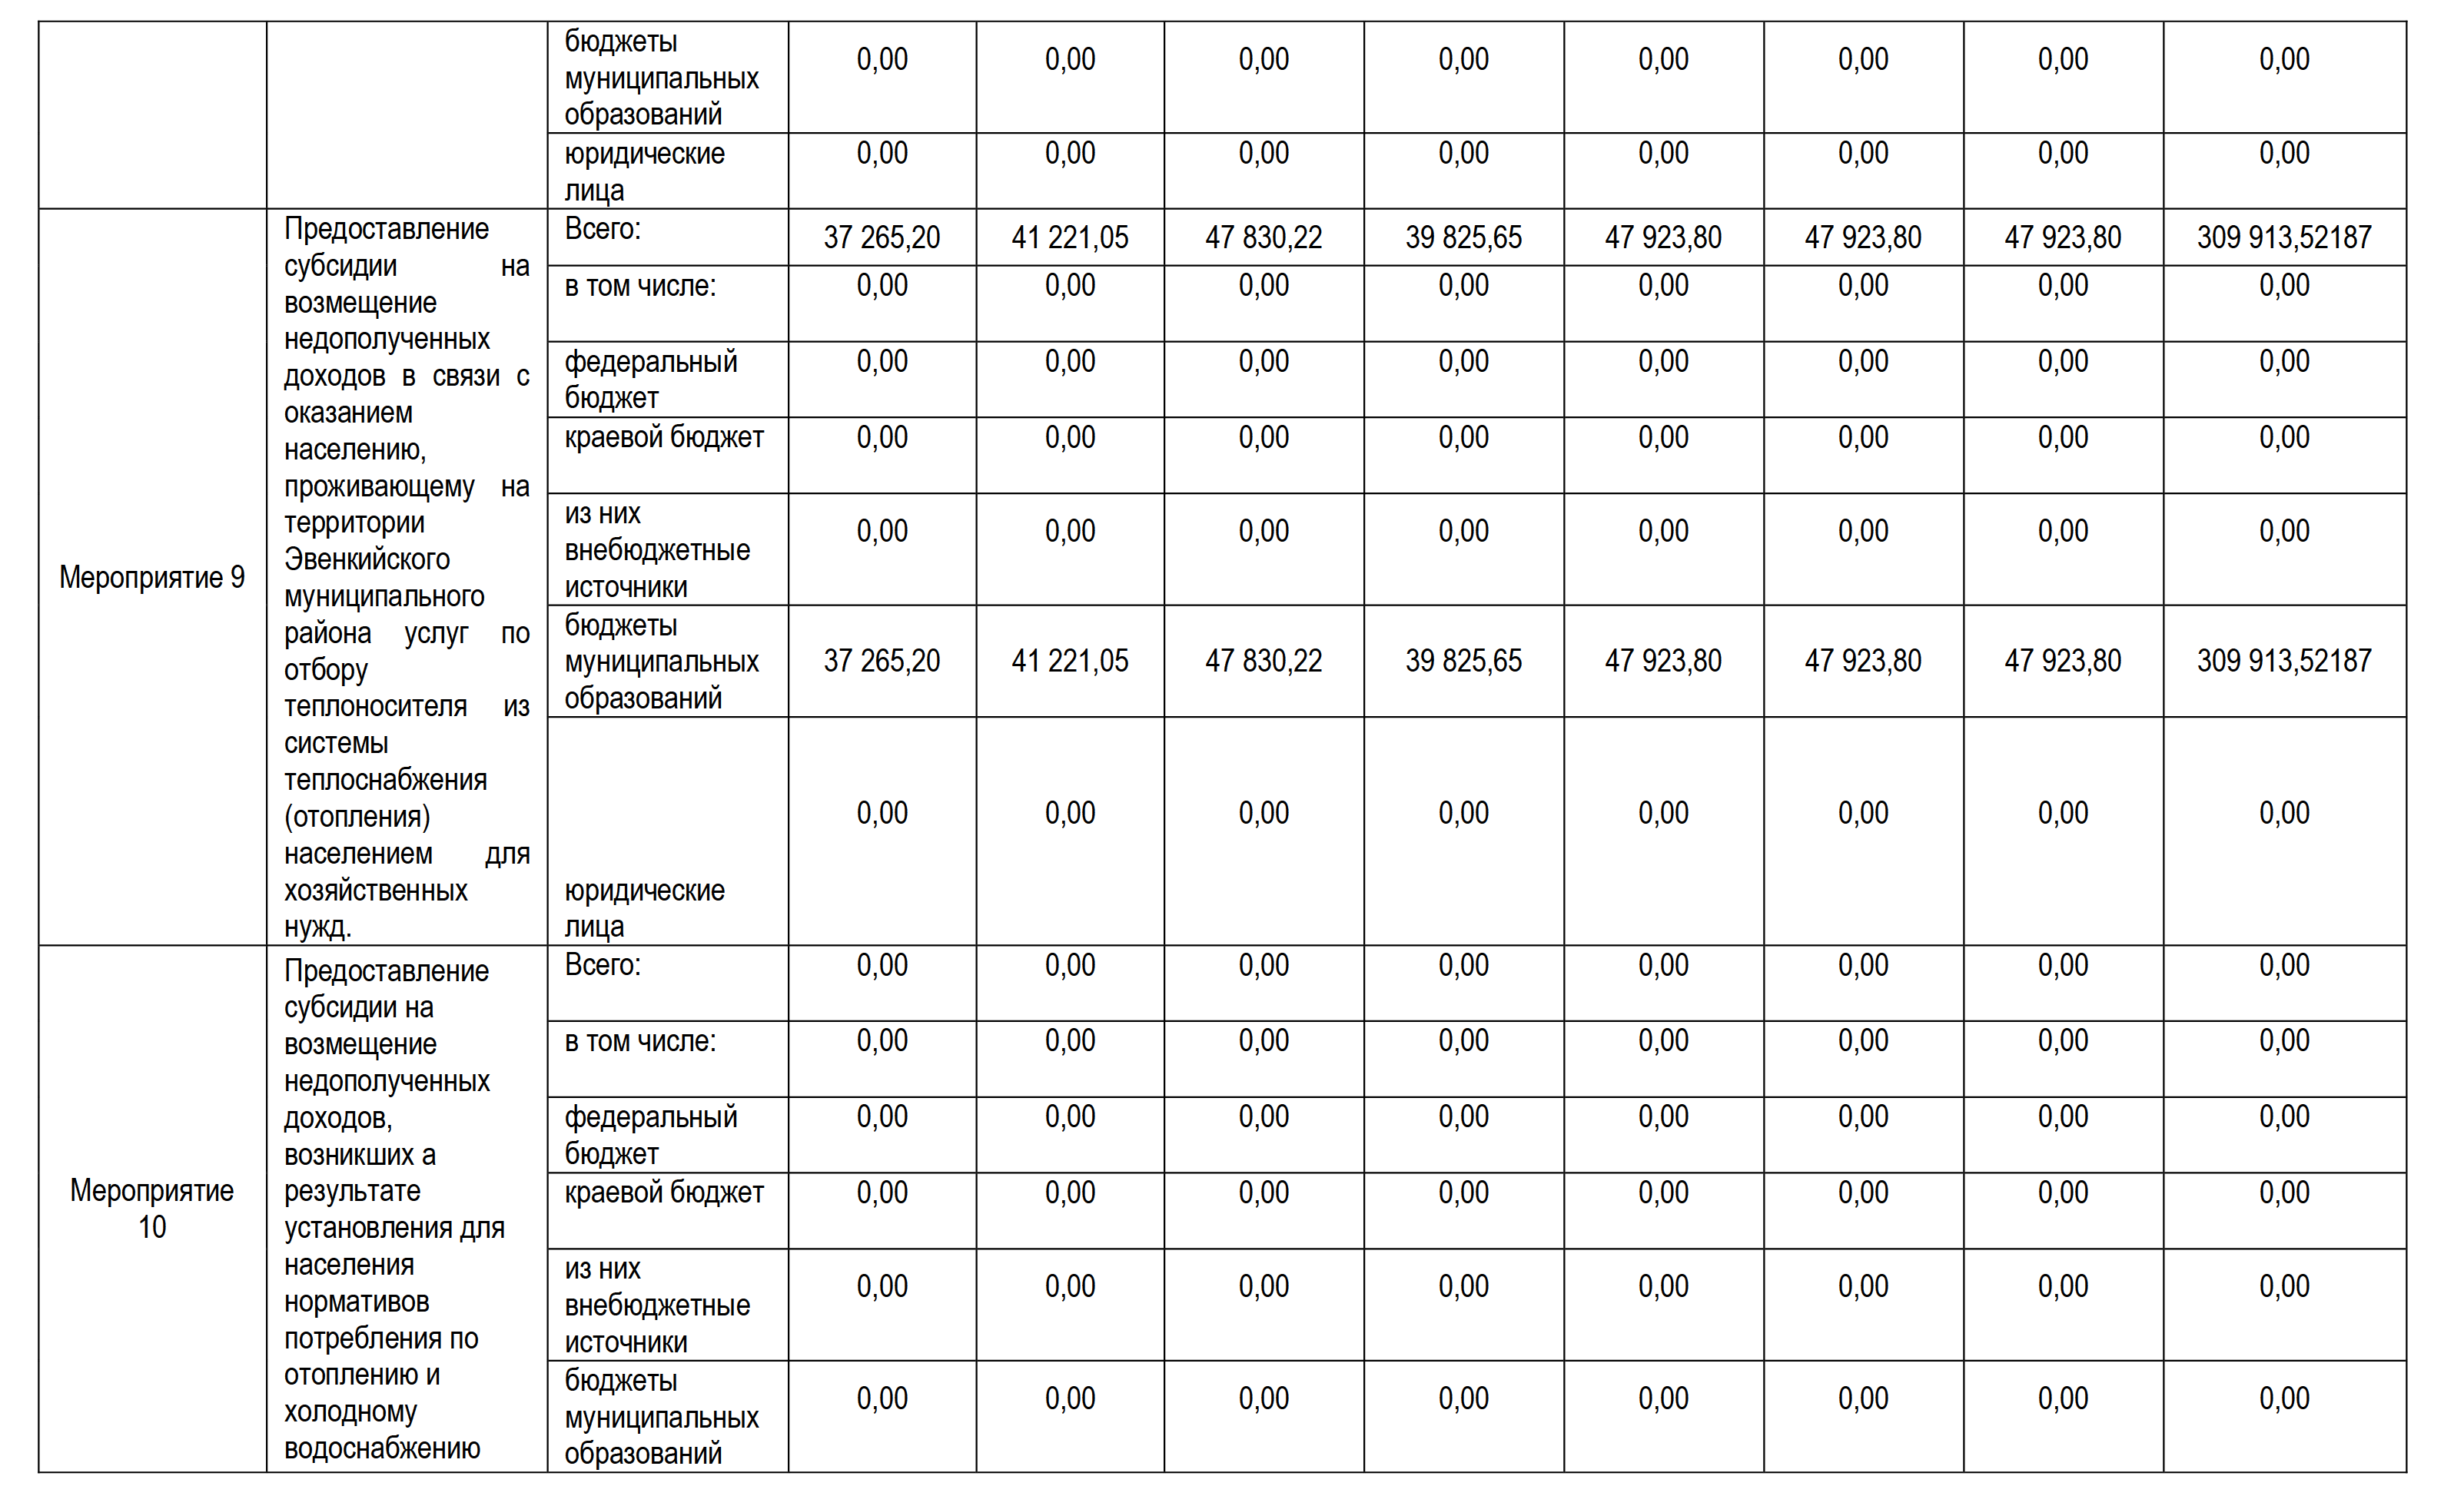 бюджеты
муниципальных
образований
0,00 0,00 0,00 0,00 0,00 0,00 0,00 0,00
юридические
лица
0,00 0,00 0,00 0,00 0,00 0,00 0,00 0,00
Мероприятие 9
Предоставление
субсидии на
возмещение
недополученных
доходов в связи с
оказанием
населению,
проживающему на
территории
Эвенкийского
муниципального
района услуг по
отбору
теплоносителя из
системы
теплоснабжения
(отопления)
населением для
хозяйственных
нужд.
Всего: 37 265,20 41 221,05 47 830,22 39 825,65 47 923,80 47 923,80 47 923,80 309 913,52187
в том числе: 0,00 0,00 0,00 0,00 0,00 0,00 0,00 0,00
федеральный
бюджет
0,00 0,00 0,00 0,00 0,00 0,00 0,00 0,00
краевой бюджет 0,00 0,00 0,00 0,00 0,00 0,00 0,00 0,00
из них
внебюджетные
источники
0,00 0,00 0,00 0,00 0,00 0,00 0,00 0,00
бюджеты
муниципальных
образований
37 265,20 41 221,05 47 830,22 39 825,65 47 923,80 47 923,80 47 923,80 309 913,52187
юридические
лица
0,00 0,00 0,00 0,00 0,00 0,00 0,00 0,00
Мероприятие
10
Предоставление
субсидии на
возмещение
недополученных
доходов,
возникших а
результате
установления для
населения
нормативов
потребления по
отоплению и
холодному
водоснабжению
Всего: 0,00 0,00 0,00 0,00 0,00 0,00 0,00 0,00
в том числе: 0,00 0,00 0,00 0,00 0,00 0,00 0,00 0,00
федеральный
бюджет
0,00 0,00 0,00 0,00 0,00 0,00 0,00 0,00
краевой бюджет 0,00 0,00 0,00 0,00 0,00 0,00 0,00 0,00
из них
внебюджетные
источники
0,00 0,00 0,00 0,00 0,00 0,00 0,00 0,00
бюджеты
муниципальных
образований
0,00 0,00 0,00 0,00 0,00 0,00 0,00 0,00